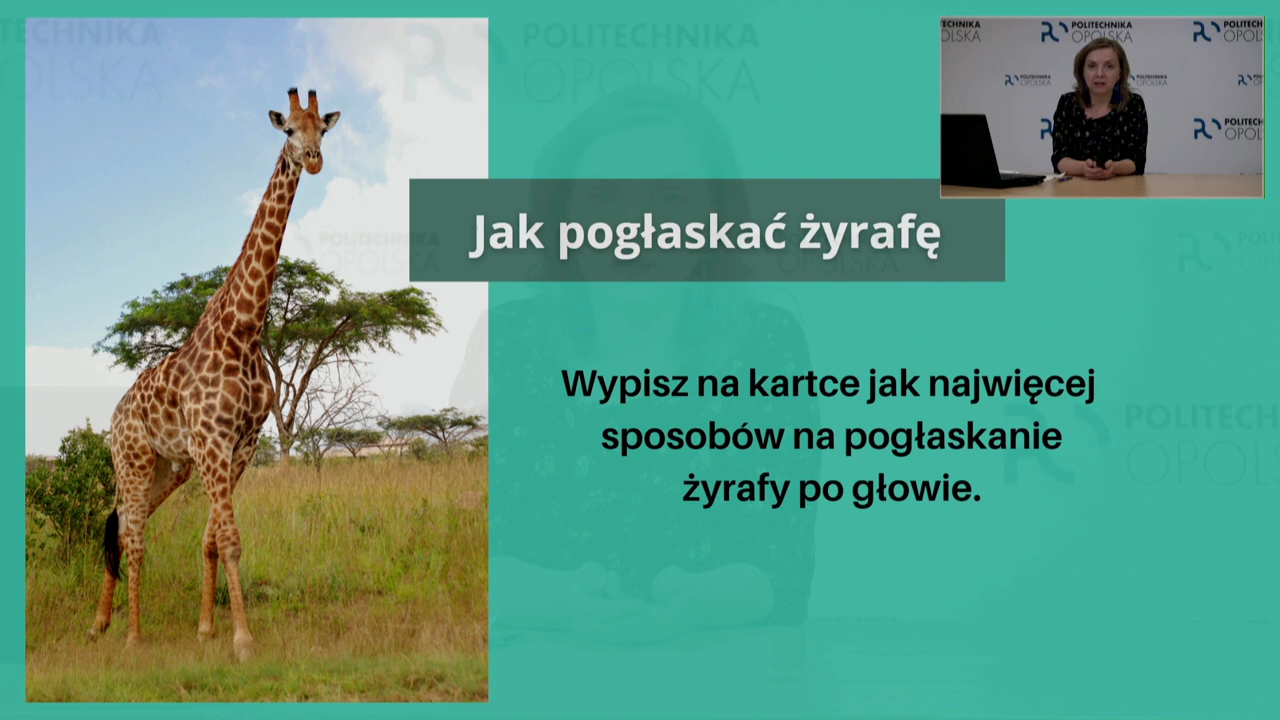 POLITECHNIKA
OPOLSKA
Jak pogłaskać żyrafę
Wypisz na kartce jak najwięcej
sposobów na pogłaskanie
żyrafy po głowie.